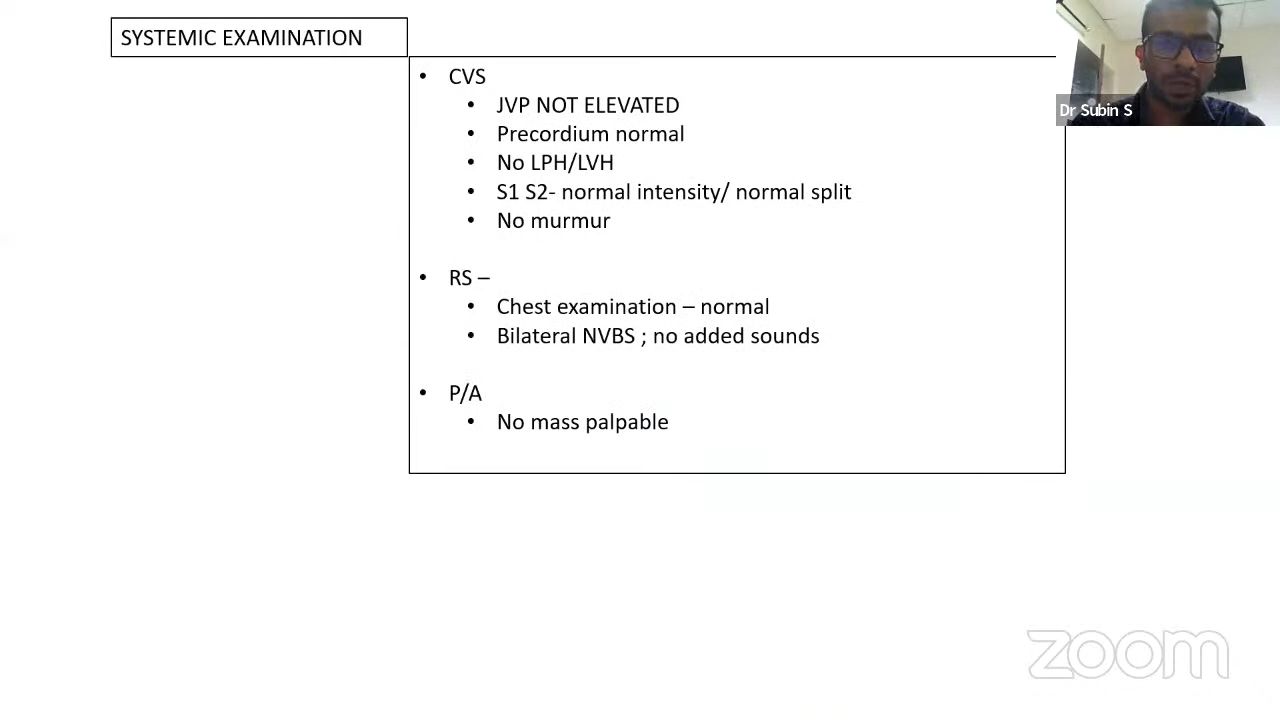 SYSTEMIC EXAMINATION
• CVS
• JVP NOT ELEVATED
• Precordium normal
• No LPH/LVH
• S1 S2- normal intensity/ normal split
• No murmur
• RS –
• Chest examination – normal
• Bilateral NVBS ; no added sounds
• P/A
• No mass palpable
Dr Subin S
zoom